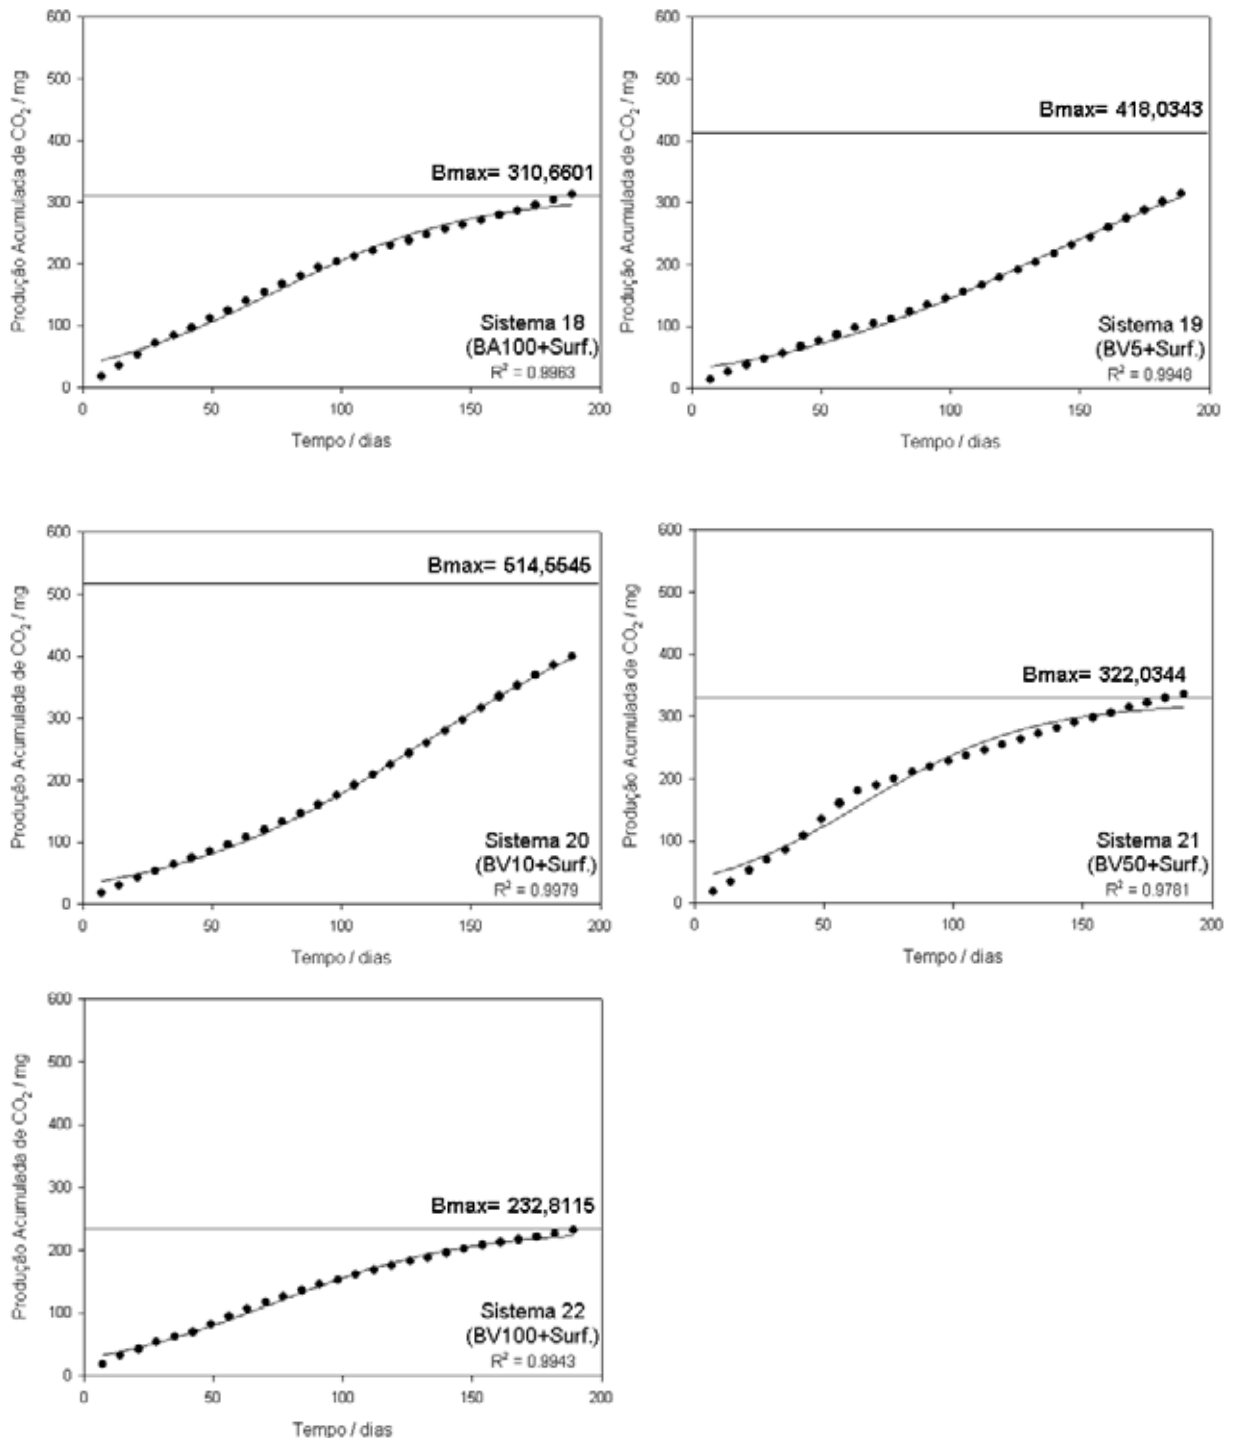 600
500
400
300
200
100
0
Produção Acumulada de CO2 / mg
Bmax= 310,6601
Sistema 18
(BA100+Surf.)
R2 = 0.9963
0 50 100 150 200
Tempo / dias
600
500
400
300
200
100
0
Produção Acumulada de CO2 / mg
Bmax= 418,0343
Sistema 19
(BV5+Surf.)
R2 = 0.9948
0 50 100 150 200
Tempo / dias
600
500
400
300
200
100
0
Produção Acumulada de CO2 / mg
Bmax= 514,5545
Sistema 20
(BV10+Surf.)
R2 = 0.9979
0 50 100 150 200
Tempo / dias
600
500
400
300
200
100
0
Produção Acumulada de CO2 / mg
Bmax= 322,0344
Sistema 21
(BV50+Surf.)
R2 = 0.9781
0 50 100 150 200
Tempo / dias
600
500
400
300
200
100
0
Produção Acumulada de CO2 / mg
Bmax= 232,8115
Sistema 22
(BV100+Surf.)
R2 = 0.9943
0 50 100 150 200
Tempo / dias